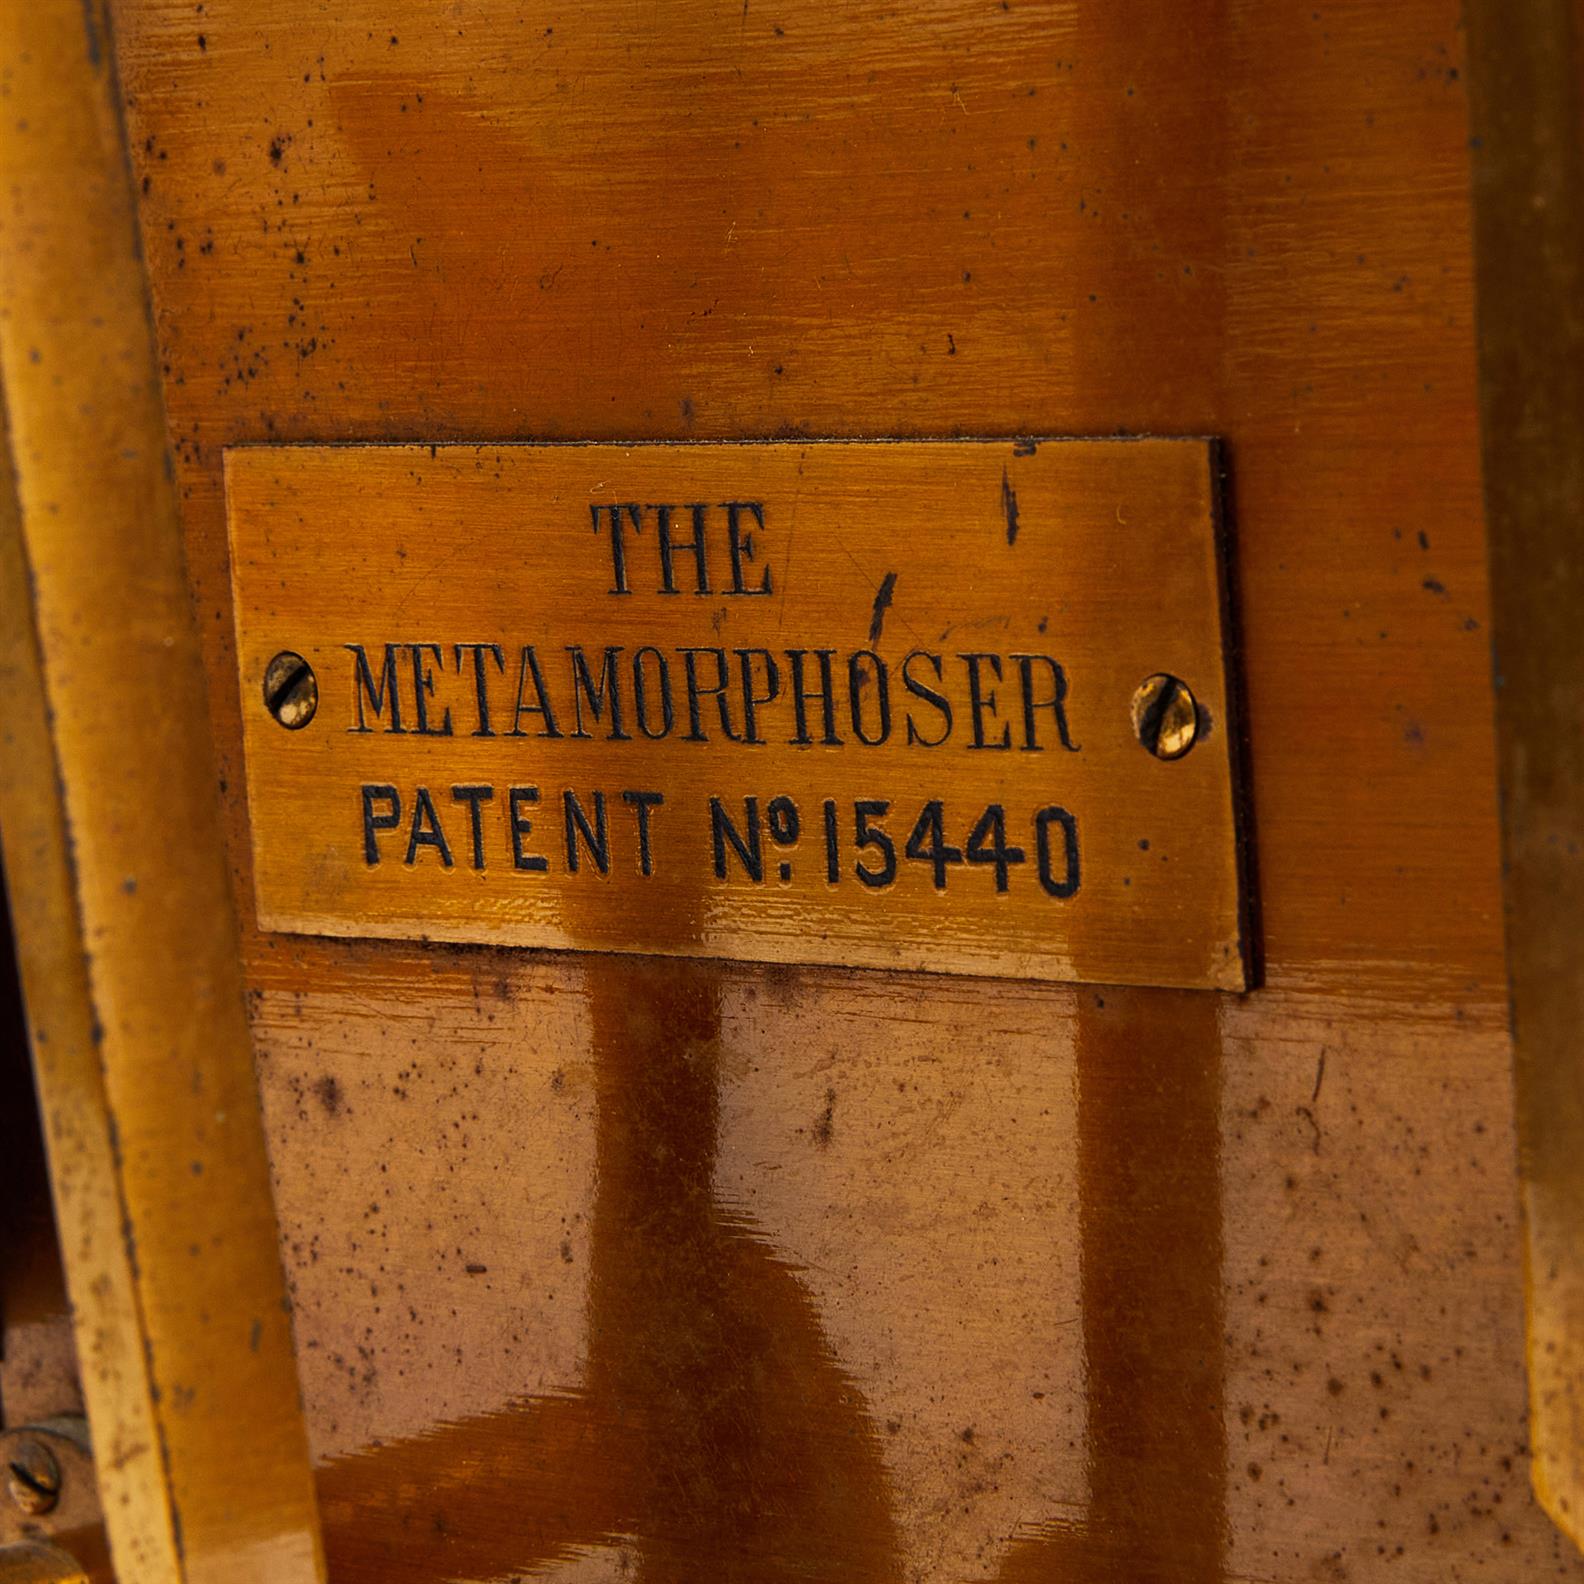 THE
METAMORPHOSER
PATENT Nº. 15440